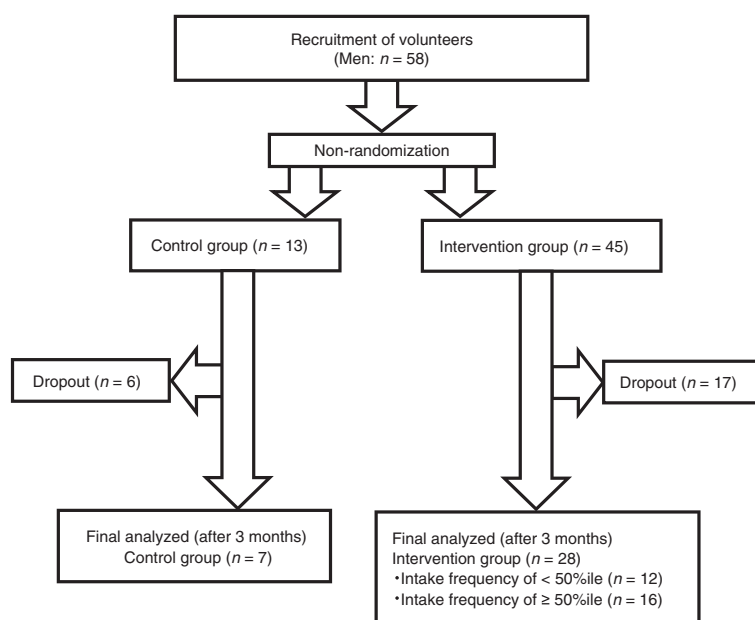 Recruitment of volunteers
(Men: n = 58)
Non-randomization
Control group (n = 13)
Intervention group (n = 45)
Dropout (n = 6)
Dropout (n = 17)
Final analyzed (after 3 months)
Control group (n = 7)
Final analyzed (after 3 months)
Intervention group (n = 28)
•Intake frequency of < 50%ile (n = 12)
•Intake frequency of ≥ 50%ile (n = 16)